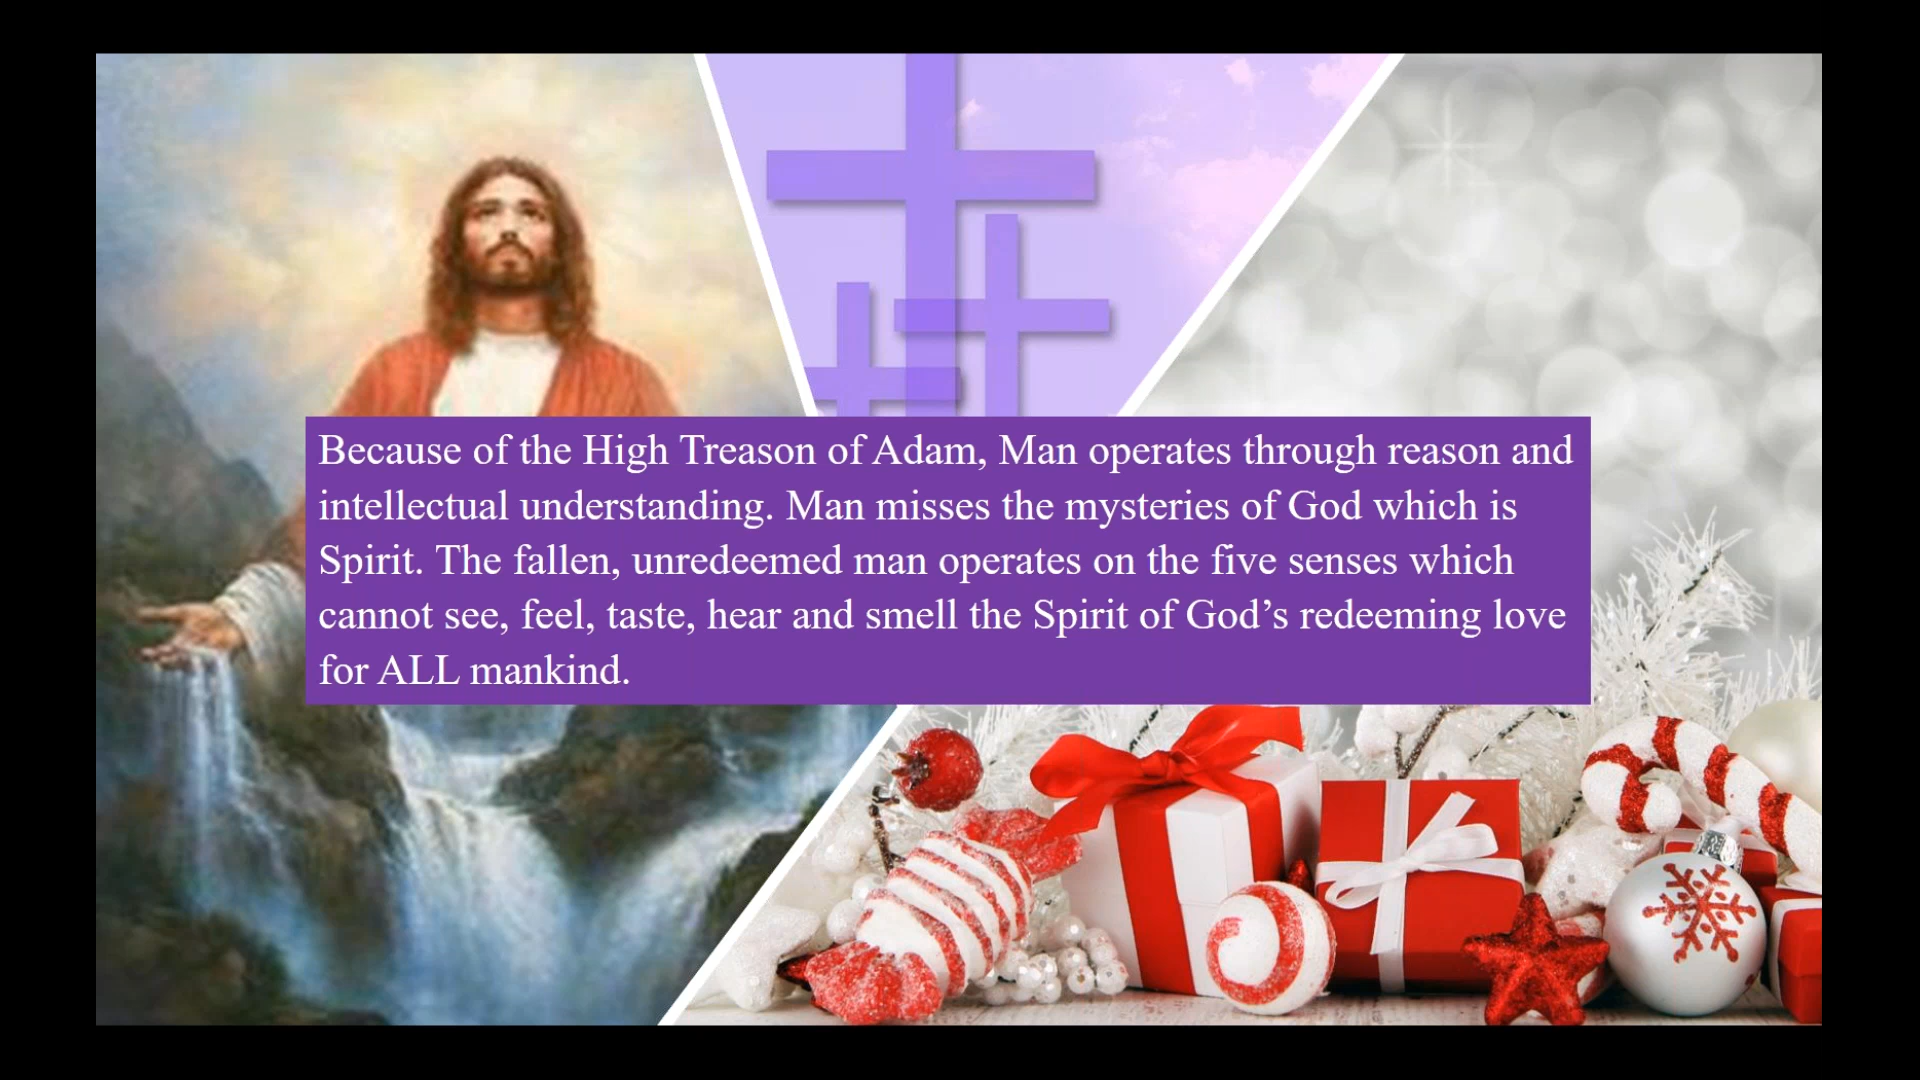 Because of the High Treason of Adam, Man operates through reason and
intellectual understanding. Man misses the mysteries of God which is
Spirit. The fallen, unredeemed man operates on the five senses which
cannot see, feel, taste, hear and smell the Spirit of God’s redeeming love
for ALL mankind.